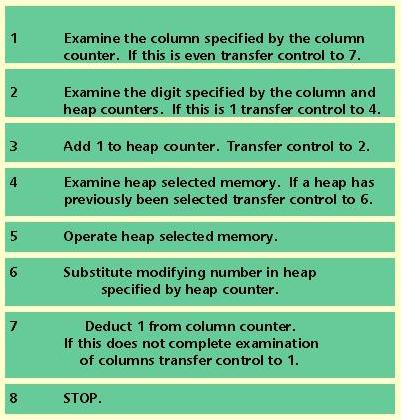 1 Examine the column specified by the column
counter. If this is even transfer control to 7.
2 Examine the digit specified by the column and
heap counters. If this is 1 transfer control to 4.
3 Add 1 to heap counter. Transfer control to 2.
4 Examine heap selected memory. If a heap has
previously been selected transfer control to 6.
5 Operate heap selected memory.
6 Substitute modifying number in heap
specified by heap counter.
7 Deduct 1 from column counter.
If this does not complete examination
of columns transfer control to 1.
8 STOP.